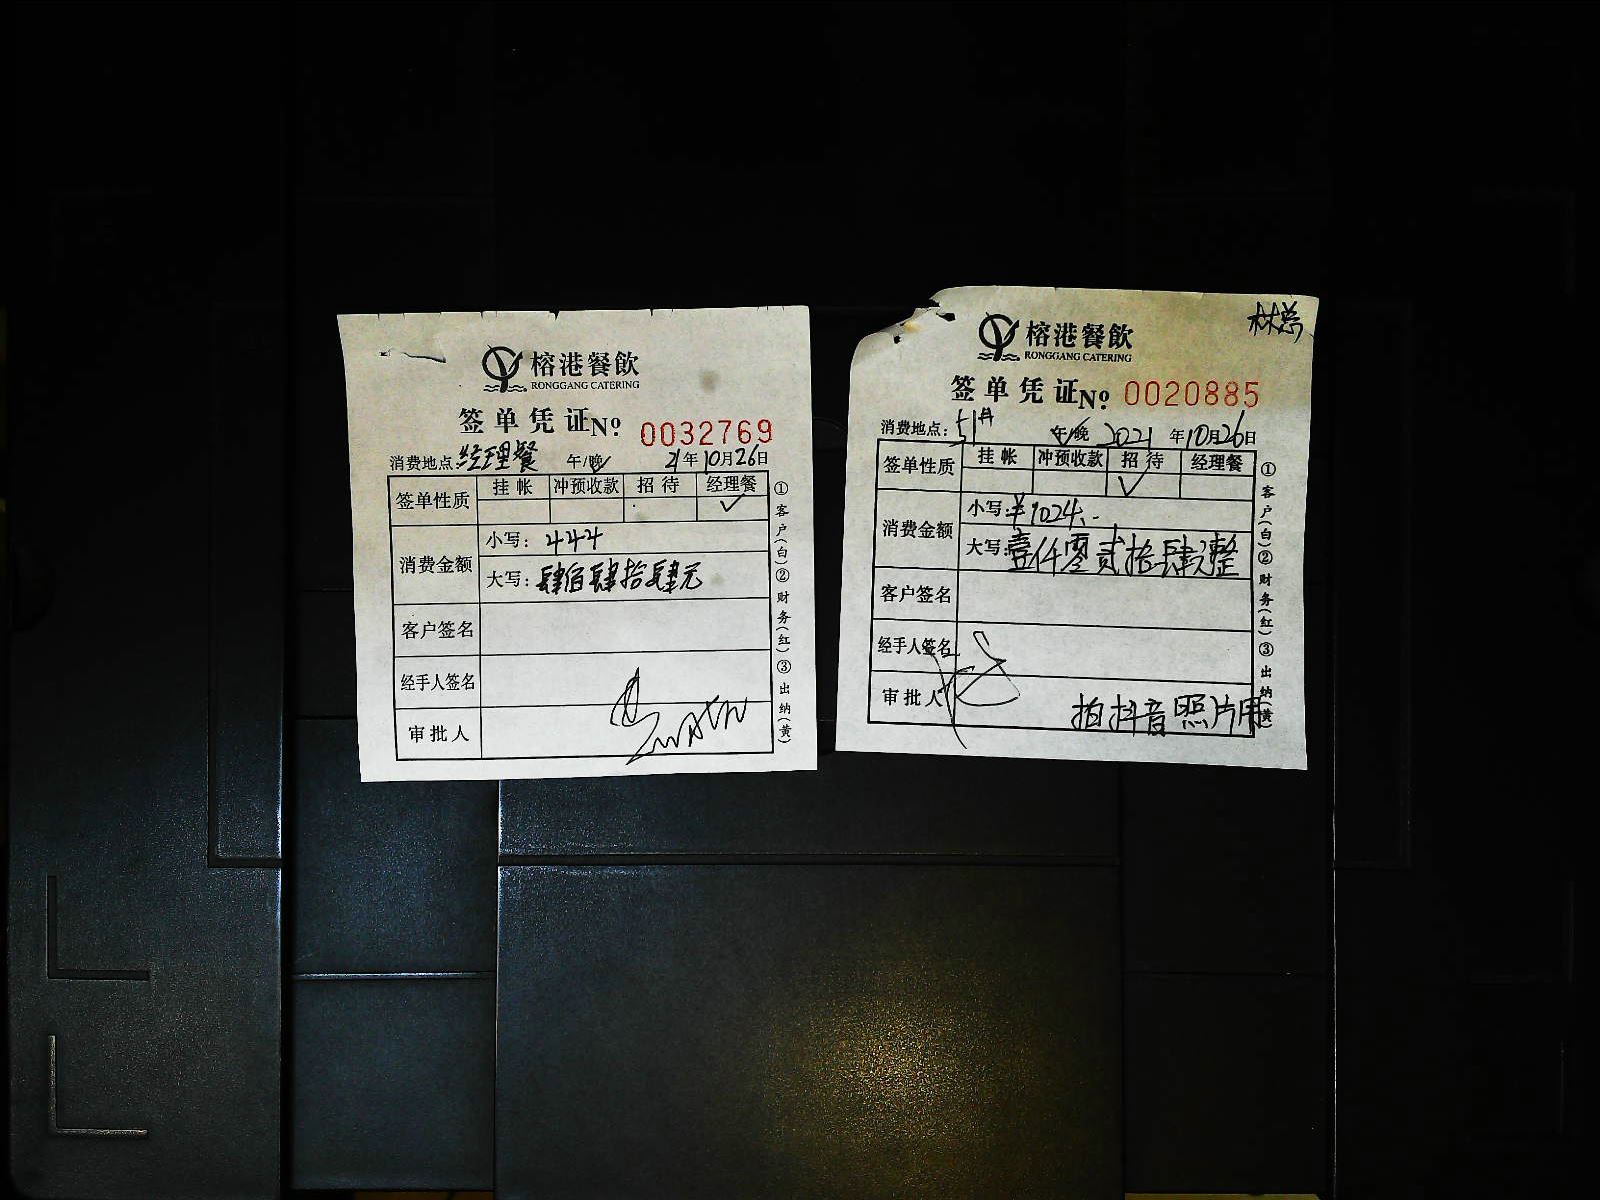 榕港餐飲
RONGGANG CATERING
签单凭证No 0032769
消费地点:经理餐 午/晚 21年10月26日
签单性质 挂帐 冲预收款 招待 经理餐
✓
消费金额 小写: 444
大写: 肆佰肆拾肆元
客户签名
经手人签名
审批人
①客户(白)②财务(红)③出纳(黄)
林总
榕港餐飲
RONGGANG CATERING
签单凭证No 0020885
消费地点:51# 午/晚 2021年10月26日
签单性质 挂帐 冲预收款 招待 经理餐
✓
消费金额 小写:¥1024.-
大写:壹仟零贰拾肆元整
客户签名
经手人签名
审批人
拍抖音照片用
①客户(白)②财务(红)③出纳(黄)